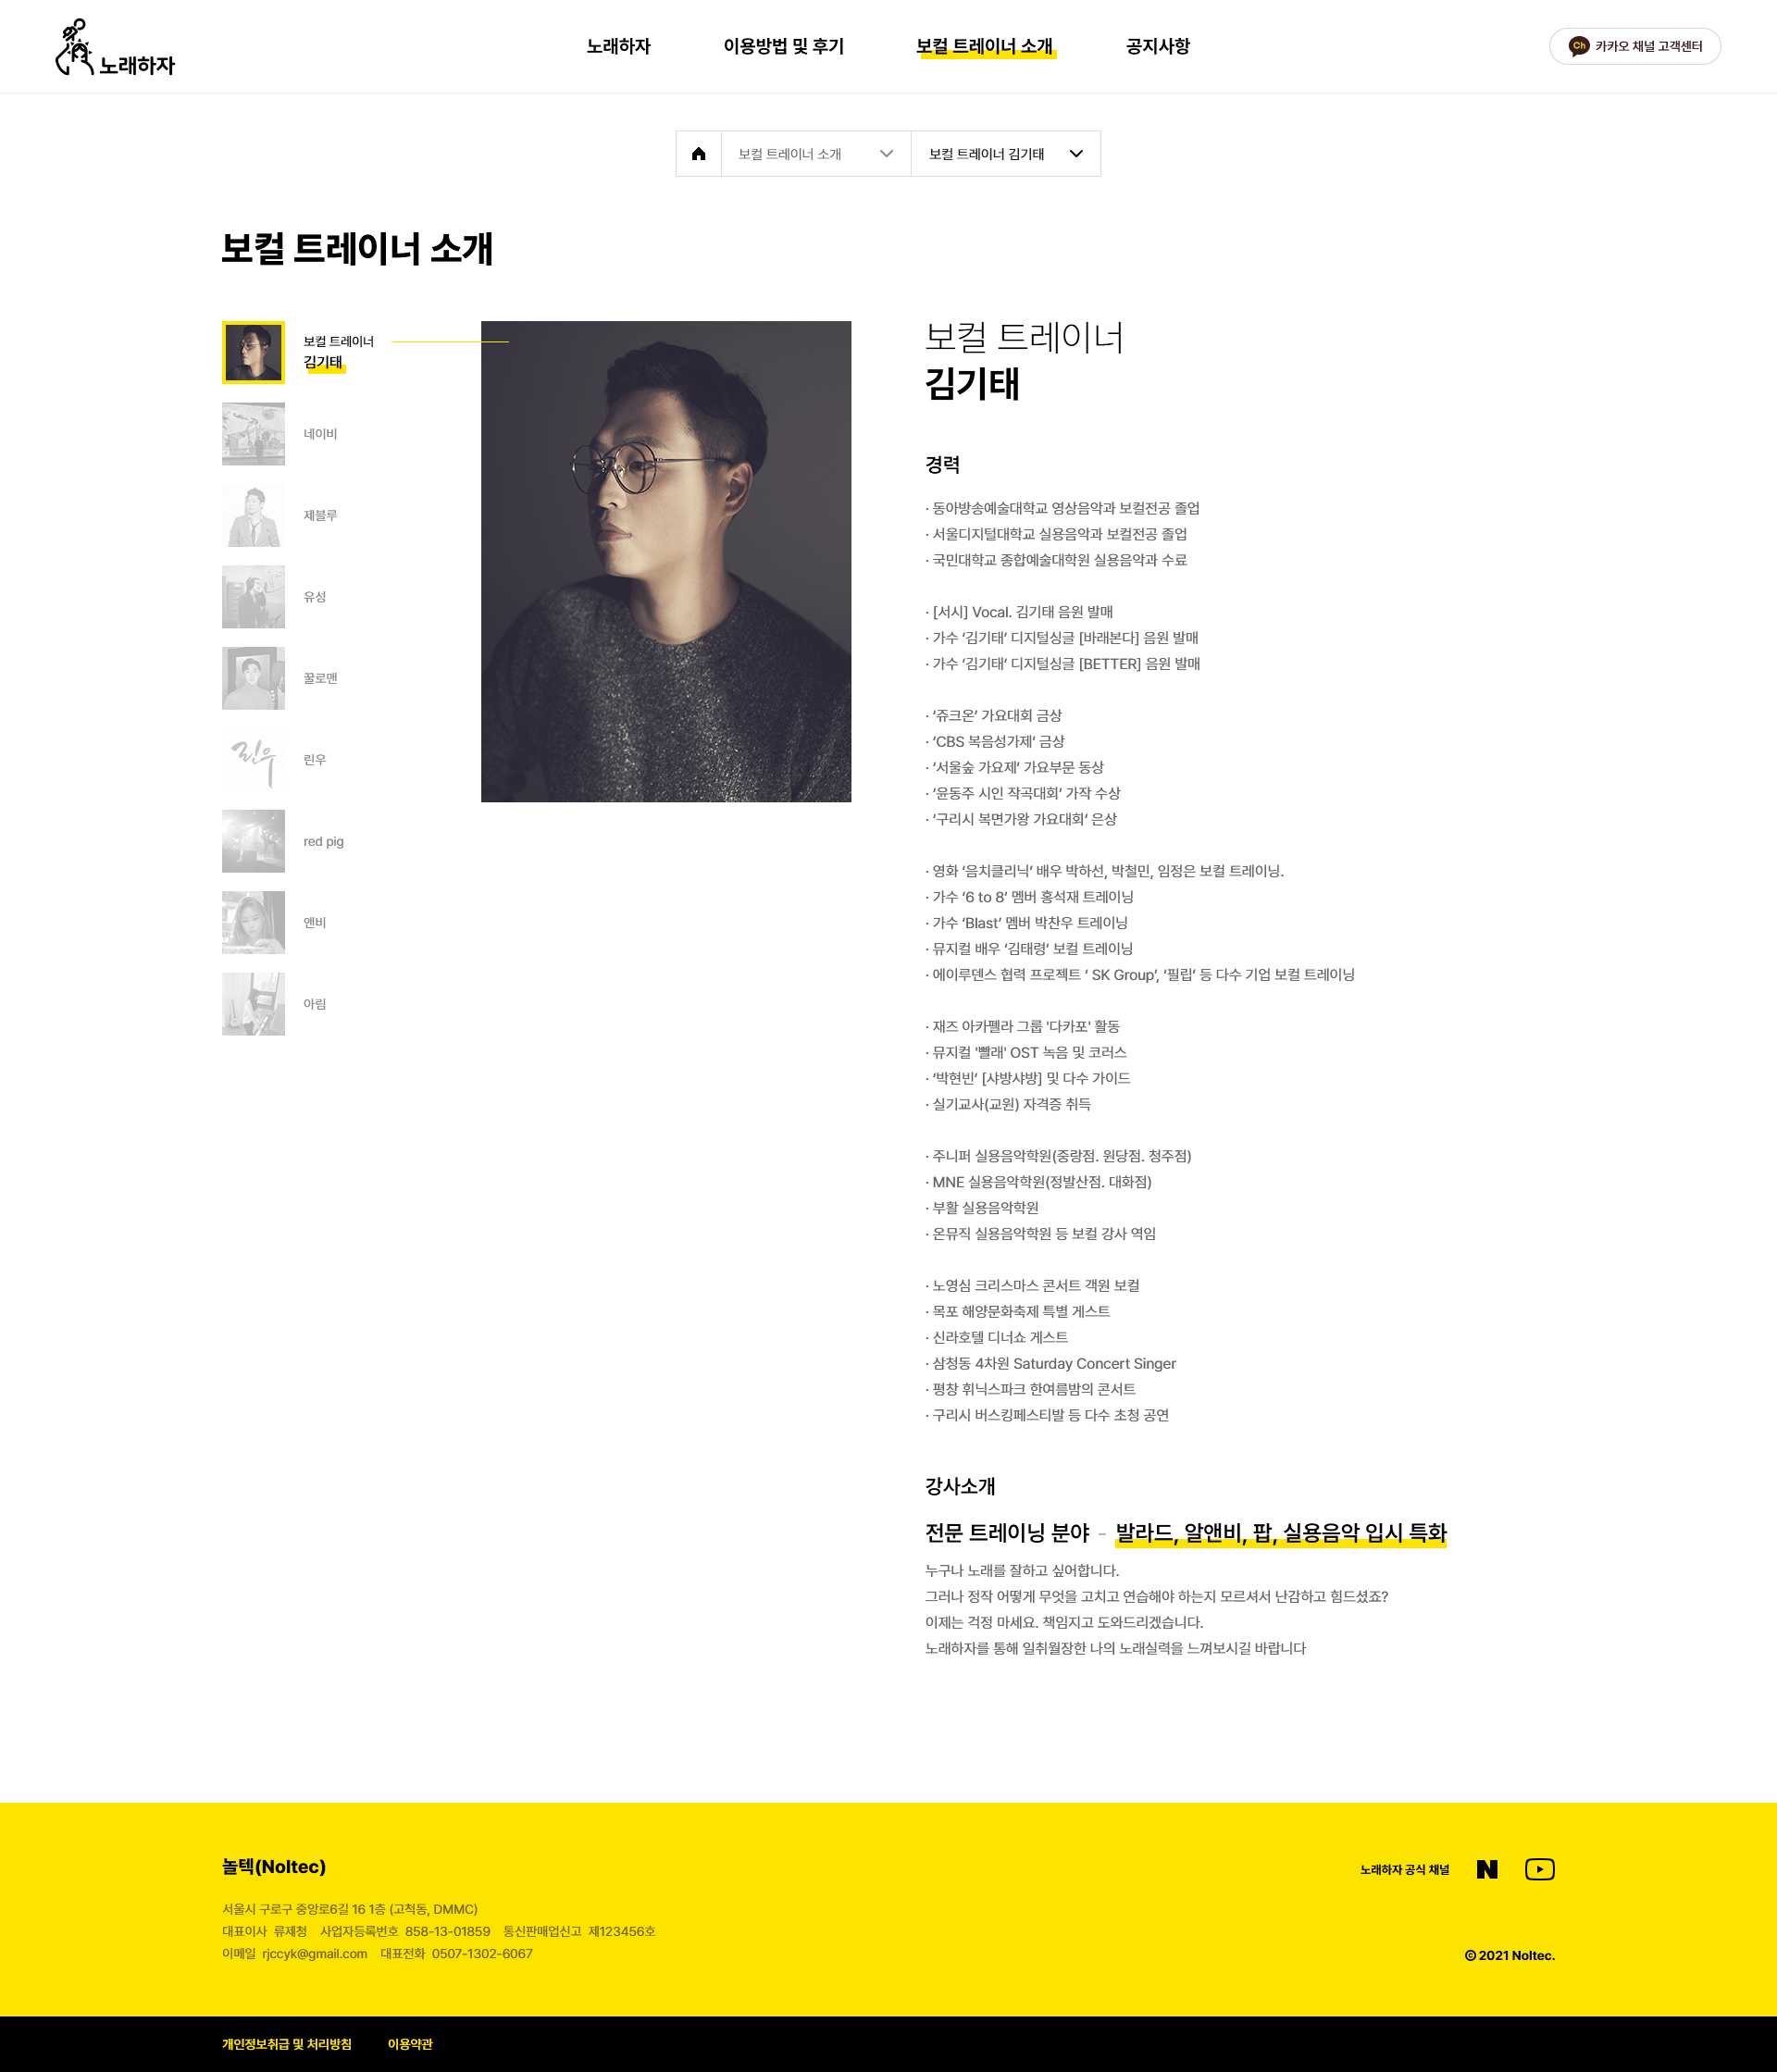 노래하자
노래하자
이용방법 및 후기
보컬 트레이너 소개
공지사항
Ch 카카오 채널 고객센터
보컬 트레이너 소개
보컬 트레이너 김기태
보컬 트레이너 소개
보컬 트레이너
김기태
네이비
제블루
유성
꿀로맨
린우
린우
red pig
앤비
아림
보컬 트레이너
김기태
경력
· 동아방송예술대학교 영상음악과 보컬전공 졸업
· 서울디지털대학교 실용음악과 보컬전공 졸업
· 국민대학교 종합예술대학원 실용음악과 수료
· [서시] Vocal. 김기태 음원 발매
· 가수 ‘김기태’ 디지털싱글 [바래본다] 음원 발매
· 가수 ‘김기태’ 디지털싱글 [BETTER] 음원 발매
· ‘쥬크온’ 가요대회 금상
· ‘CBS 복음성가제’ 금상
· ‘서울숲 가요제’ 가요부문 동상
· ‘윤동주 시인 작곡대회’ 가작 수상
· ‘구리시 복면가왕 가요대회’ 은상
· 영화 ‘음치클리닉’ 배우 박하선, 박철민, 임정은 보컬 트레이닝.
· 가수 ‘6 to 8’ 멤버 홍석재 트레이닝
· 가수 ‘Blast’ 멤버 박찬우 트레이닝
· 뮤지컬 배우 ‘김태령’ 보컬 트레이닝
· 에이루덴스 협력 프로젝트 ‘ SK Group’, ‘필립’ 등 다수 기업 보컬 트레이닝
· 재즈 아카펠라 그룹 '다카포' 활동
· 뮤지컬 '빨래' OST 녹음 및 코러스
· ‘박현빈’ [샤방샤방] 및 다수 가이드
· 실기교사(교원) 자격증 취득
· 주니퍼 실용음악학원(중랑점. 원당점. 청주점)
· MNE 실용음악학원(정발산점. 대화점)
· 부활 실용음악학원
· 온뮤직 실용음악학원 등 보컬 강사 역임
· 노영심 크리스마스 콘서트 객원 보컬
· 목포 해양문화축제 특별 게스트
· 신라호텔 디너쇼 게스트
· 삼청동 4차원 Saturday Concert Singer
· 평창 휘닉스파크 한여름밤의 콘서트
· 구리시 버스킹페스티발 등 다수 초청 공연
강사소개
전문 트레이닝 분야 - 발라드, 알앤비, 팝, 실용음악 입시 특화
누구나 노래를 잘하고 싶어합니다.
그러나 정작 어떻게 무엇을 고치고 연습해야 하는지 모르셔서 난감하고 힘드셨죠?
이제는 걱정 마세요. 책임지고 도와드리겠습니다.
노래하자를 통해 일취월장한 나의 노래실력을 느껴보시길 바랍니다
놀텍(Noltec)
노래하자 공식 채널 N
서울시 구로구 중앙로6길 16 1층 (고척동, DMMC)
대표이사 류제청 사업자등록번호 858-13-01859 통신판매업신고 제123456호
이메일 rjccyk@gmail.com 대표전화 0507-1302-6067
© 2021 Noltec.
개인정보취급 및 처리방침
이용약관